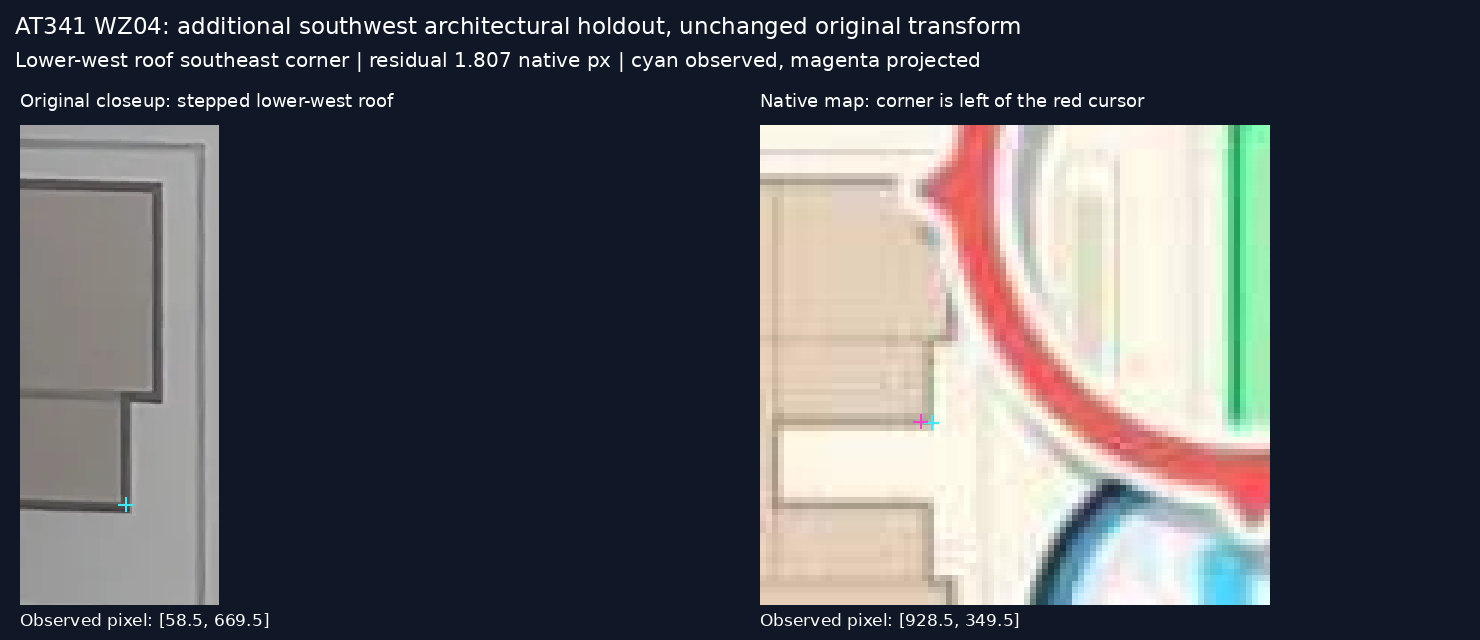 AT341 WZ04: additional southwest architectural holdout, unchanged original transform
Lower-west roof southeast corner | residual 1.807 native px | cyan observed, magenta projected
Original closeup: stepped lower-west roof
Native map: corner is left of the red cursor
Observed pixel: [58.5, 669.5]
Observed pixel: [928.5, 349.5]